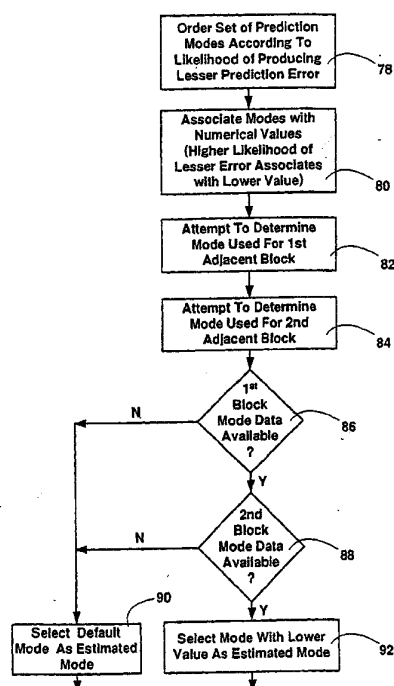 Order Set of Prediction
Modes According To
Likelihood of Producing
Lesser Prediction Error
78
Associate Modes with
Numerical Values
(Higher Likelihood of
Lesser Error Associates
with Lower Value)
80
Attempt To Determine
Mode Used For 1st
Adjacent Block
82
Attempt To Determine
Mode Used For 2nd
Adjacent Block
84
1st
Block
Mode Data
Available
?
86
N
Y
2nd
Block
Mode Data
Available
?
88
N
Y
90
Select Default
Mode As Estimated
Mode
Select Mode With Lower
Value As Estimated Mode
92